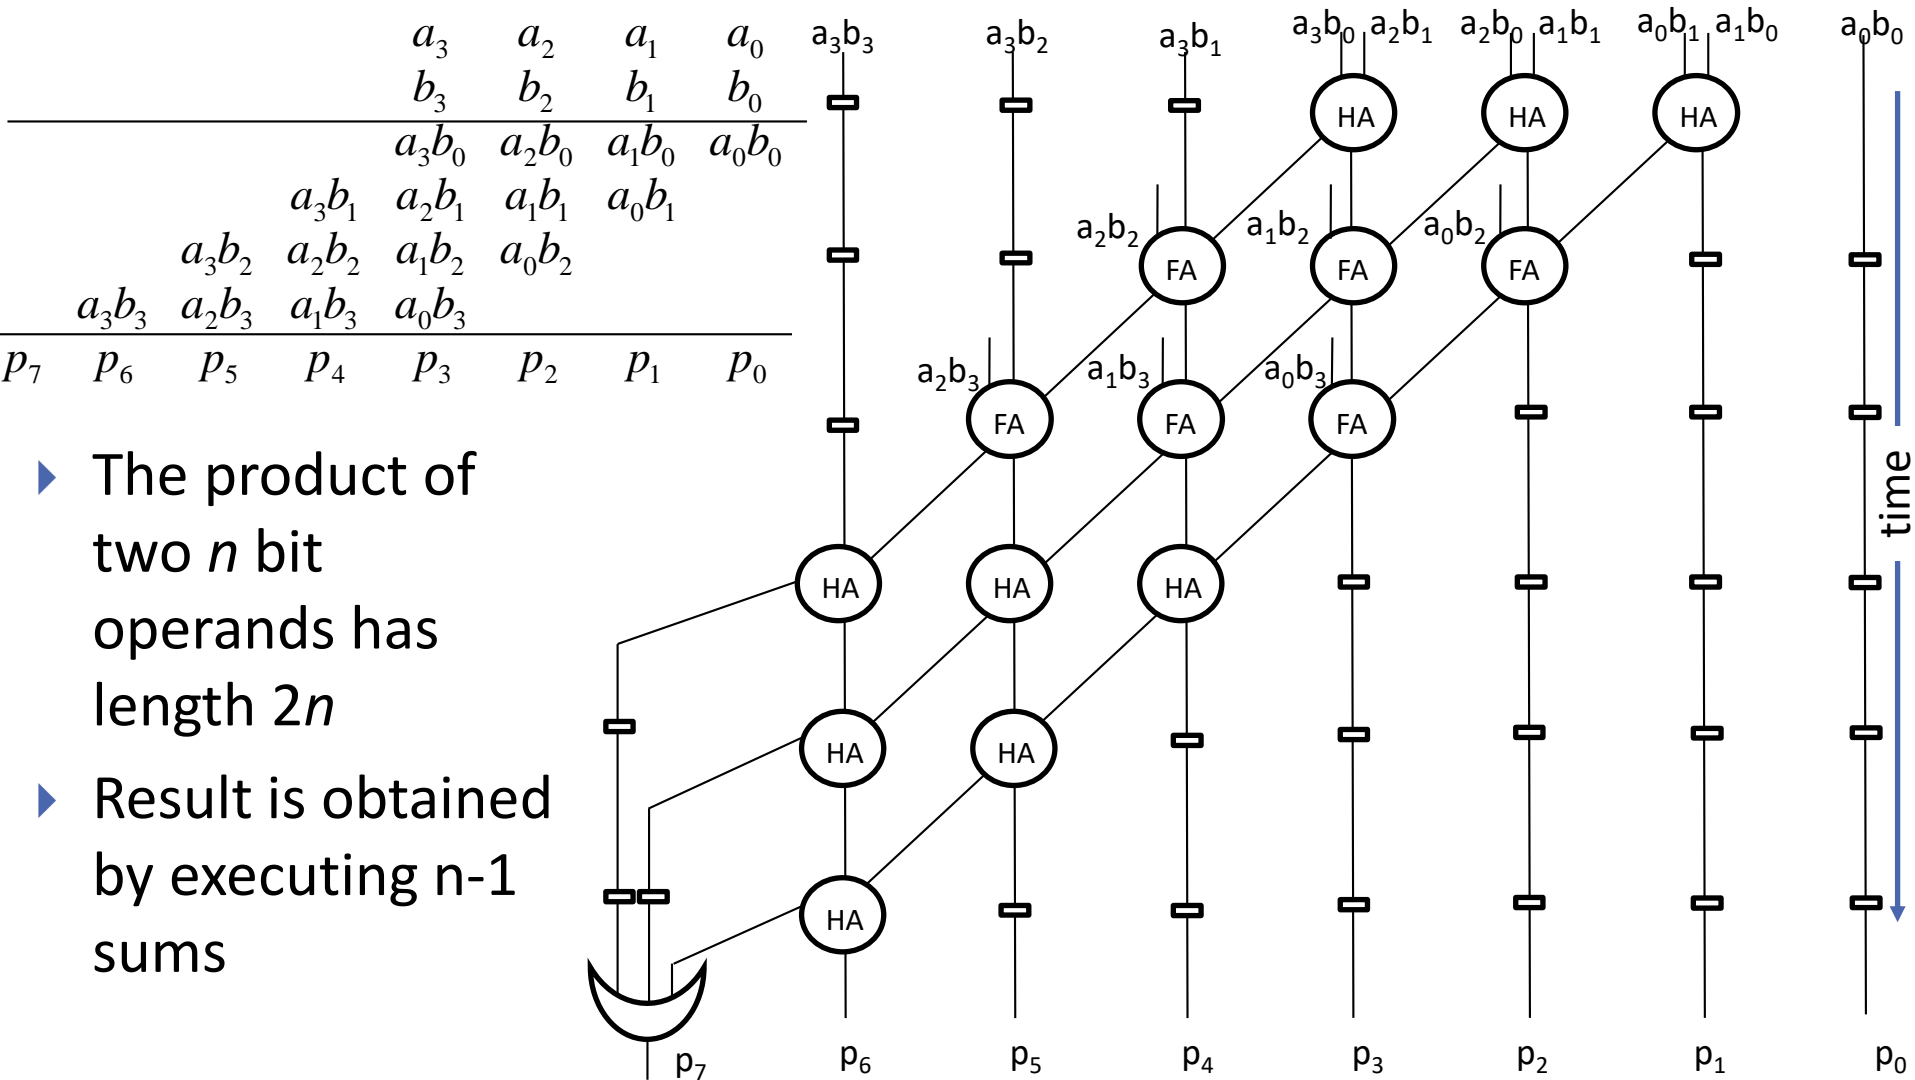 a₃ a₂ a₁ a₀
b₃ b₂ b₁ b₀
a₃b₀ a₂b₀ a₁b₀ a₀b₀
a₃b₁ a₂b₁ a₁b₁ a₀b₁
a₃b₂ a₂b₂ a₁b₂ a₀b₂
a₃b₃ a₂b₃ a₁b₃ a₀b₃
p₇ p₆ p₅ p₄ p₃ p₂ p₁ p₀
The product of
two n bit
operands has
length 2n
Result is obtained
by executing n-1
sums
a₃b₃ a₃b₂ a₃b₁ a₃b₀ a₂b₁ a₂b₀ a₁b₁ a₀b₁ a₁b₀ a₀b₀
HA HA HA
a₂b₂ a₁b₂ a₀b₂
FA FA FA
a₂b₃ a₁b₃ a₀b₃
FA FA FA
time
HA HA HA
HA HA
HA
p₇ p₆ p₅ p₄ p₃ p₂ p₁ p₀